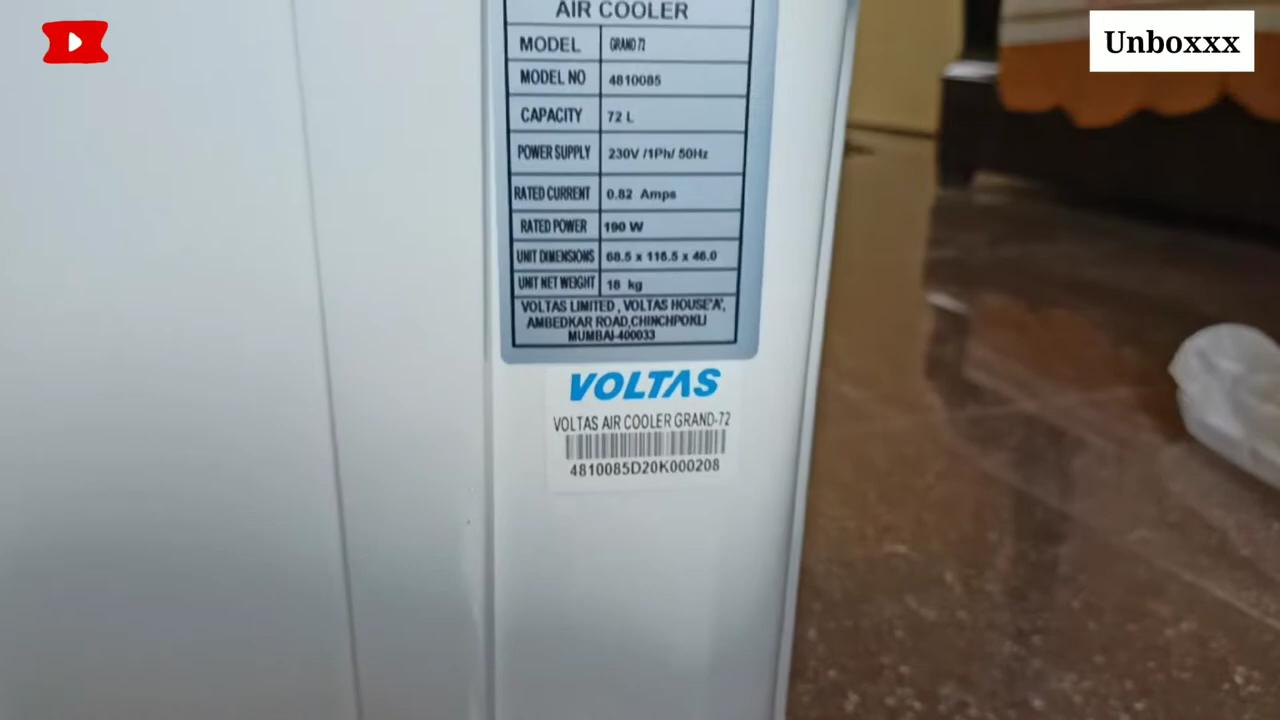 Unboxxx
AIR COOLER
MODEL GRAND 72
MODEL NO 4810085
CAPACITY 72 L
POWER SUPPLY 230V /1Ph/ 50Hz
RATED CURRENT 0.82 Amps
RATED POWER 190 W
UNIT DIMENSIONS 68.5 x 116.5 x 46.0
UNIT NET WEIGHT 18 kg
VOLTAS LIMITED , VOLTAS HOUSE'A',
AMBEDKAR ROAD,CHINCHPOKLI
MUMBAI-400033
VOLTAS
VOLTAS AIR COOLER GRAND-72
4810085D20K000208